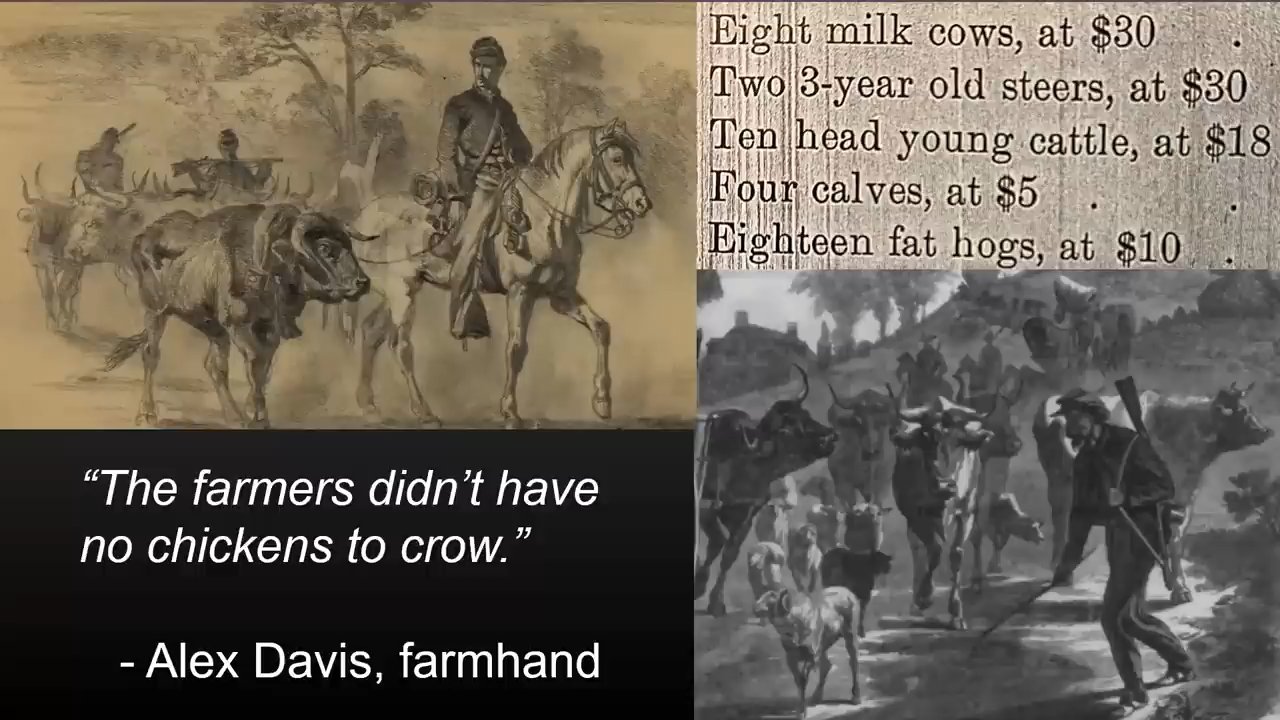 Eight milk cows, at $30 .
Two 3-year old steers, at $30
Ten head young cattle, at $18
Four calves, at $5 . .
Eighteen fat hogs, at $10 .
“The farmers didn’t have
no chickens to crow.”
- Alex Davis, farmhand